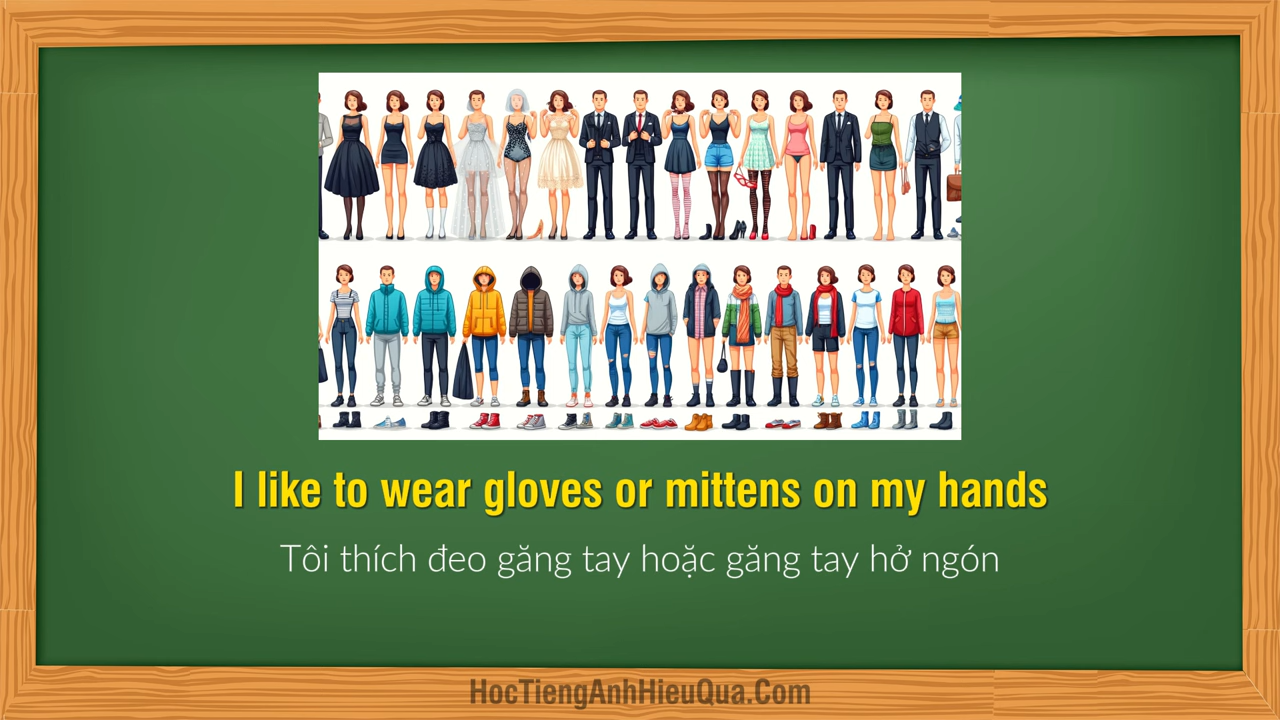 I like to wear gloves or mittens on my hands
Tôi thích đeo găng tay hoặc găng tay hở ngón
HocTiengAnhHieuQua.Com